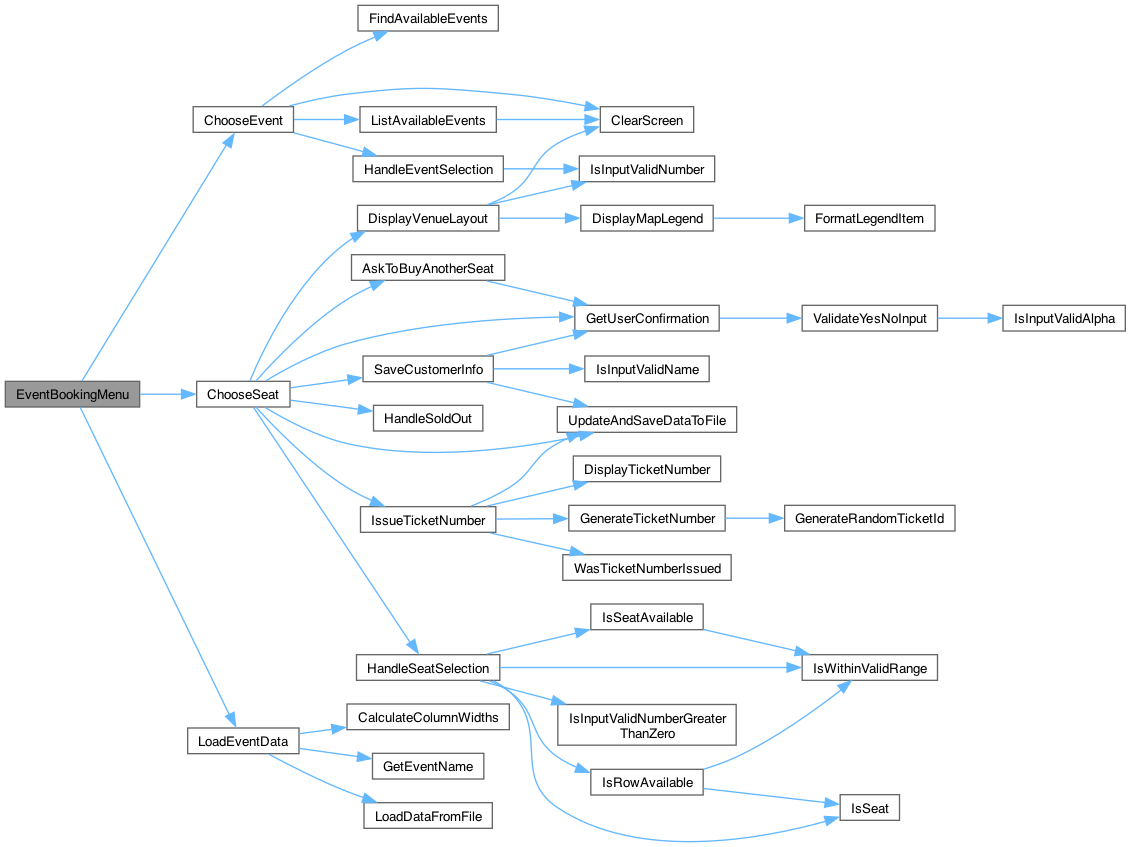 FindAvailableEvents
ChooseEvent
ListAvailableEvents
ClearScreen
HandleEventSelection
IsInputValidNumber
DisplayVenueLayout
DisplayMapLegend
FormatLegendItem
AskToBuyAnotherSeat
GetUserConfirmation
ValidateYesNoInput
IsInputValidAlpha
SaveCustomerInfo
IsInputValidName
EventBookingMenu
ChooseSeat
HandleSoldOut
UpdateAndSaveDataToFile
DisplayTicketNumber
IssueTicketNumber
GenerateTicketNumber
GenerateRandomTicketId
WasTicketNumberIssued
IsSeatAvailable
HandleSeatSelection
IsWithinValidRange
IsInputValidNumberGreater
ThanZero
CalculateColumnWidths
LoadEventData
GetEventName
IsRowAvailable
IsSeat
LoadDataFromFile